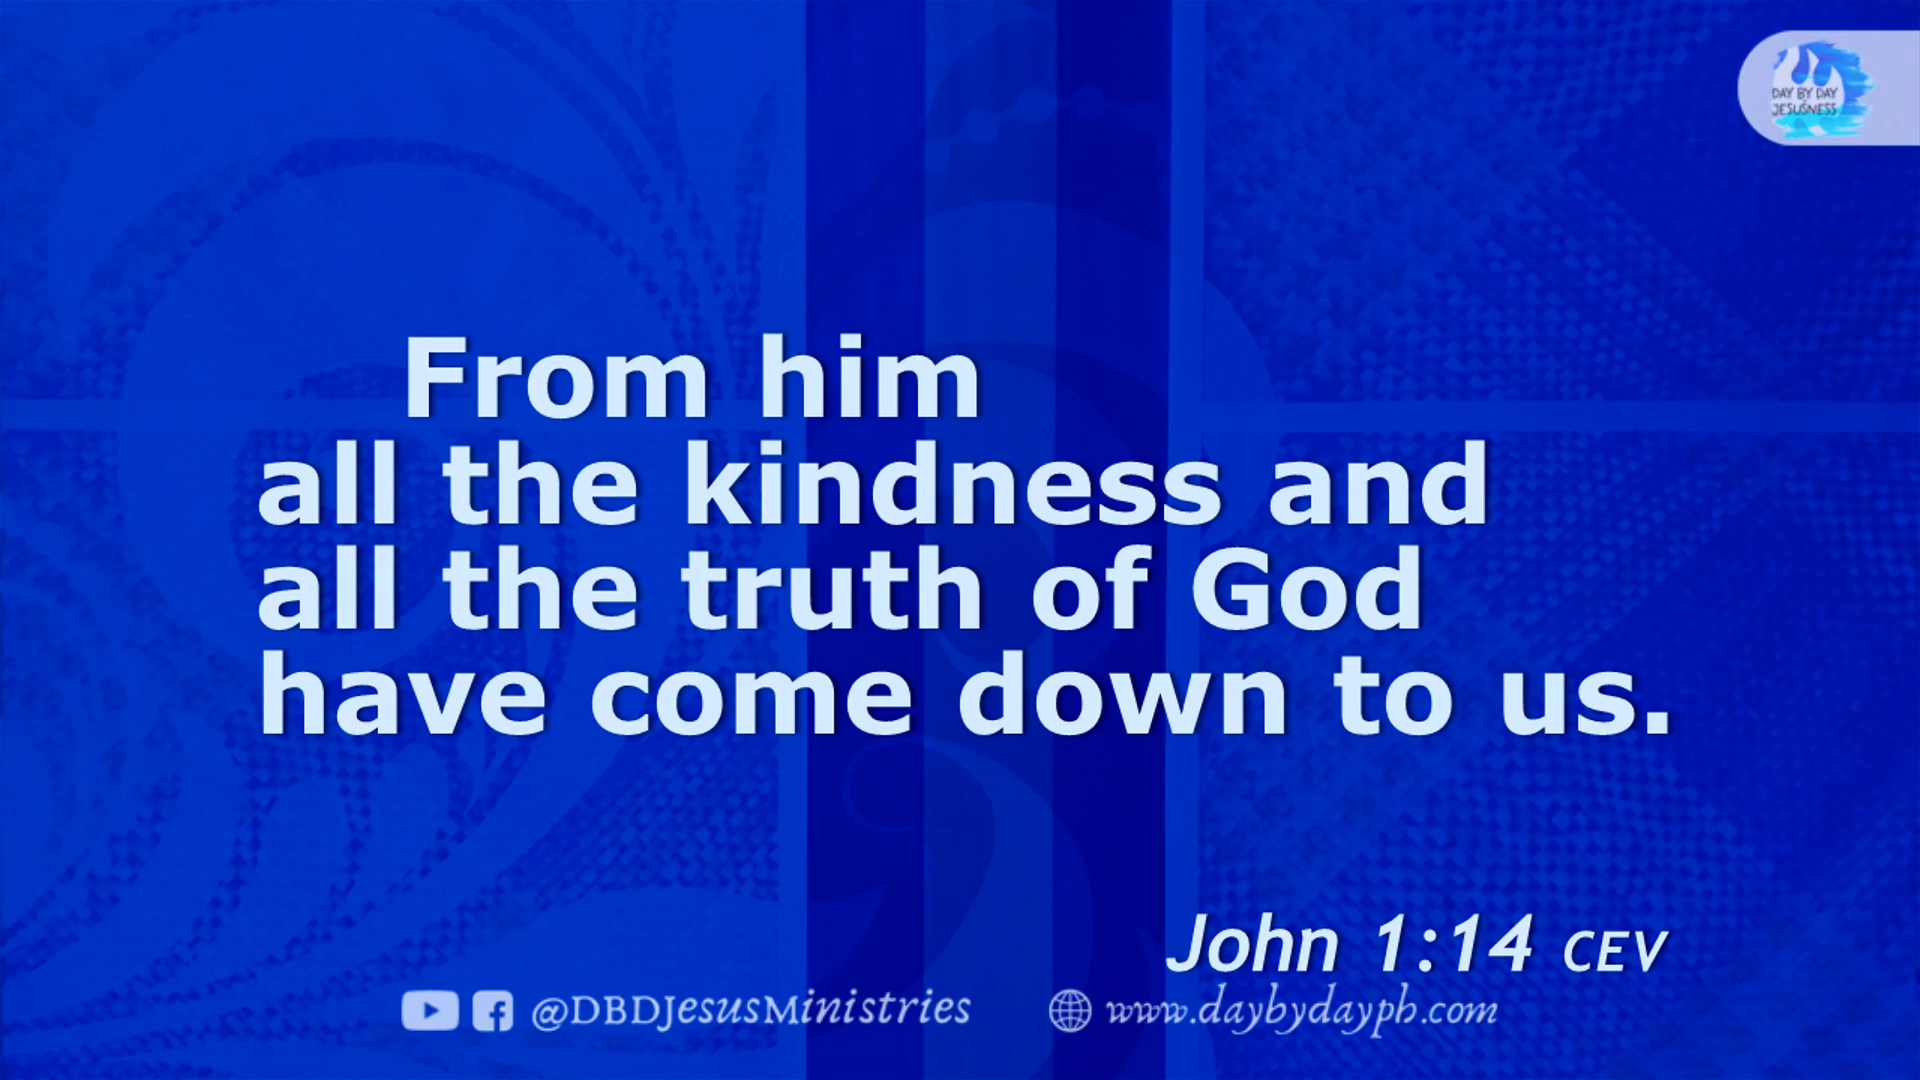 DAY BY DAY
JESUSNESS
From him
all the kindness and
all the truth of God
have come down to us.
John 1:14 CEV
@DBDJesusMinistries www.daybydayph.com